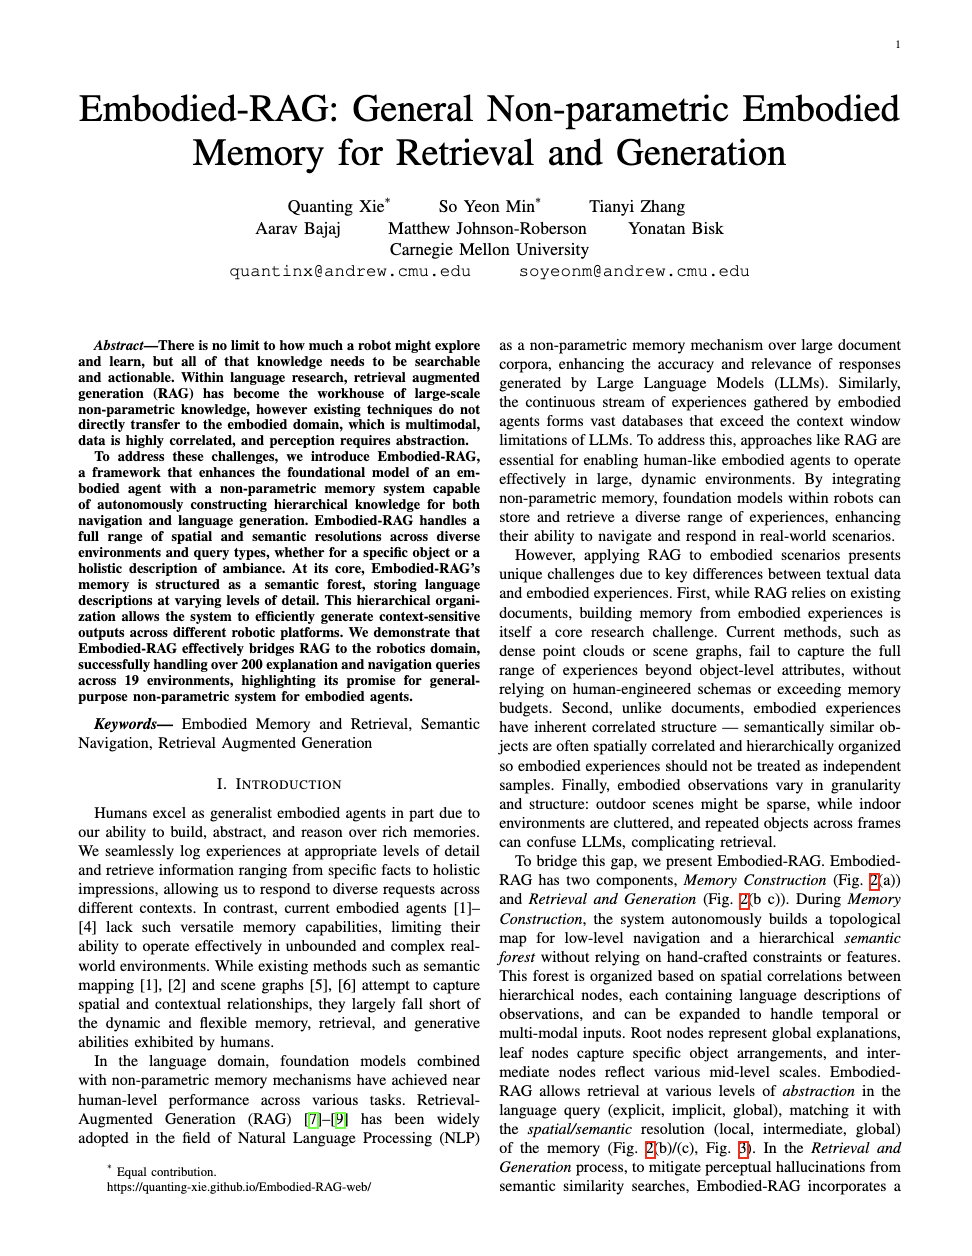 1
Embodied-RAG: General Non-parametric Embodied
Memory for Retrieval and Generation
Quanting Xie* So Yeon Min* Tianyi Zhang
Aarav Bajaj Matthew Johnson-Roberson Yonatan Bisk
Carnegie Mellon University
quantinx@andrew.cmu.edu soyeonm@andrew.cmu.edu
Abstract—There is no limit to how much a robot might explore
and learn, but all of that knowledge needs to be searchable
and actionable. Within language research, retrieval augmented
generation (RAG) has become the workhouse of large-scale
non-parametric knowledge, however existing techniques do not
directly transfer to the embodied domain, which is multimodal,
data is highly correlated, and perception requires abstraction.
To address these challenges, we introduce Embodied-RAG,
a framework that enhances the foundational model of an em-
bodied agent with a non-parametric memory system capable
of autonomously constructing hierarchical knowledge for both
navigation and language generation. Embodied-RAG handles a
full range of spatial and semantic resolutions across diverse
environments and query types, whether for a specific object or a
holistic description of ambiance. At its core, Embodied-RAG's
memory is structured as a semantic forest, storing language
descriptions at varying levels of detail. This hierarchical organi-
zation allows the system to efficiently generate context-sensitive
outputs across different robotic platforms. We demonstrate that
Embodied-RAG effectively bridges RAG to the robotics domain,
successfully handling over 200 explanation and navigation queries
across 19 environments, highlighting its promise for general-
purpose non-parametric system for embodied agents.
Keywords— Embodied Memory and Retrieval, Semantic
Navigation, Retrieval Augmented Generation
I. INTRODUCTION
Humans excel as generalist embodied agents in part due to
our ability to build, abstract, and reason over rich memories.
We seamlessly log experiences at appropriate levels of detail
and retrieve information ranging from specific facts to holistic
impressions, allowing us to respond to diverse requests across
different contexts. In contrast, current embodied agents [1]–
[4] lack such versatile memory capabilities, limiting their
ability to operate effectively in unbounded and complex real-
world environments. While existing methods such as semantic
mapping [1], [2] and scene graphs [5], [6] attempt to capture
spatial and contextual relationships, they largely fall short of
the dynamic and flexible memory, retrieval, and generative
abilities exhibited by humans.
In the language domain, foundation models combined
with non-parametric memory mechanisms have achieved near
human-level performance across various tasks. Retrieval-
Augmented Generation (RAG) [7]–[9] has been widely
adopted in the field of Natural Language Processing (NLP)
* Equal contribution.
https://quanting-xie.github.io/Embodied-RAG-web/
as a non-parametric memory mechanism over large document
corpora, enhancing the accuracy and relevance of responses
generated by Large Language Models (LLMs). Similarly,
the continuous stream of experiences gathered by embodied
agents forms vast databases that exceed the context window
limitations of LLMs. To address this, approaches like RAG are
essential for enabling human-like embodied agents to operate
effectively in large, dynamic environments. By integrating
non-parametric memory, foundation models within robots can
store and retrieve a diverse range of experiences, enhancing
their ability to navigate and respond in real-world scenarios.
However, applying RAG to embodied scenarios presents
unique challenges due to key differences between textual data
and embodied experiences. First, while RAG relies on existing
documents, building memory from embodied experiences is
itself a core research challenge. Current methods, such as
dense point clouds or scene graphs, fail to capture the full
range of experiences beyond object-level attributes, without
relying on human-engineered schemas or exceeding memory
budgets. Second, unlike documents, embodied experiences
have inherent correlated structure — semantically similar ob-
jects are often spatially correlated and hierarchically organized
so embodied experiences should not be treated as independent
samples. Finally, embodied observations vary in granularity
and structure: outdoor scenes might be sparse, while indoor
environments are cluttered, and repeated objects across frames
can confuse LLMs, complicating retrieval.
To bridge this gap, we present Embodied-RAG. Embodied-
RAG has two components, Memory Construction (Fig. 2(a))
and Retrieval and Generation (Fig. 2(b c)). During Memory
Construction, the system autonomously builds a topological
map for low-level navigation and a hierarchical semantic
forest without relying on hand-crafted constraints or features.
This forest is organized based on spatial correlations between
hierarchical nodes, each containing language descriptions of
observations, and can be expanded to handle temporal or
multi-modal inputs. Root nodes represent global explanations,
leaf nodes capture specific object arrangements, and inter-
mediate nodes reflect various mid-level scales. Embodied-
RAG allows retrieval at various levels of abstraction in the
language query (explicit, implicit, global), matching it with
the spatial/semantic resolution (local, intermediate, global)
of the memory (Fig. 2(b)/(c), Fig. 3). In the Retrieval and
Generation process, to mitigate perceptual hallucinations from
semantic similarity searches, Embodied-RAG incorporates a